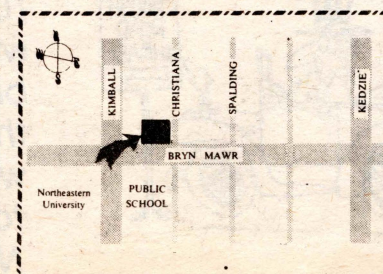 N
S
KIMBALL
CHRISTIANA
SPALDING
KEDZIE
BRYN MAWR
Northeastern
University
PUBLIC
SCHOOL